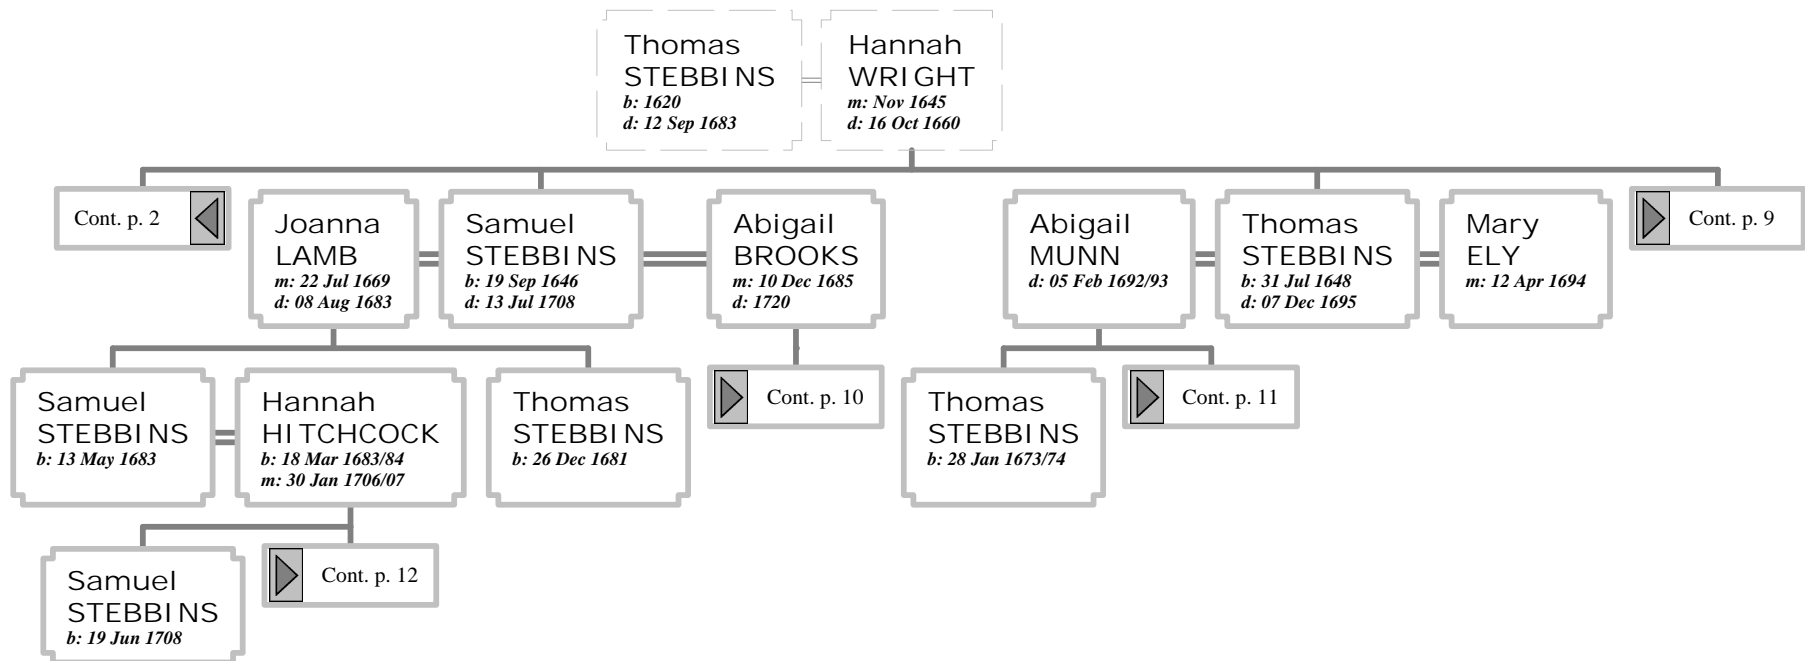 Thomas
STEBBINS
b: 1620
d: 12 Sep 1683
Hannah
WRIGHT
m: Nov 1645
d: 16 Oct 1660
Cont. p. 2
Joanna
LAMB
m: 22 Jul 1669
d: 08 Aug 1683
Samuel
STEBBINS
b: 19 Sep 1646
d: 13 Jul 1708
Abigail
BROOKS
m: 10 Dec 1685
d: 1720
Abigail
MUNN
d: 05 Feb 1692/93
Thomas
STEBBINS
b: 31 Jul 1648
d: 07 Dec 1695
Mary
ELY
m: 12 Apr 1694
Cont. p. 9
Samuel
STEBBINS
b: 13 May 1683
Hannah
HITCHCOCK
b: 18 Mar 1683/84
m: 30 Jan 1706/07
Thomas
STEBBINS
b: 26 Dec 1681
Cont. p. 10
Thomas
STEBBINS
b: 28 Jan 1673/74
Cont. p. 11
Samuel
STEBBINS
b: 19 Jun 1708
Cont. p. 12